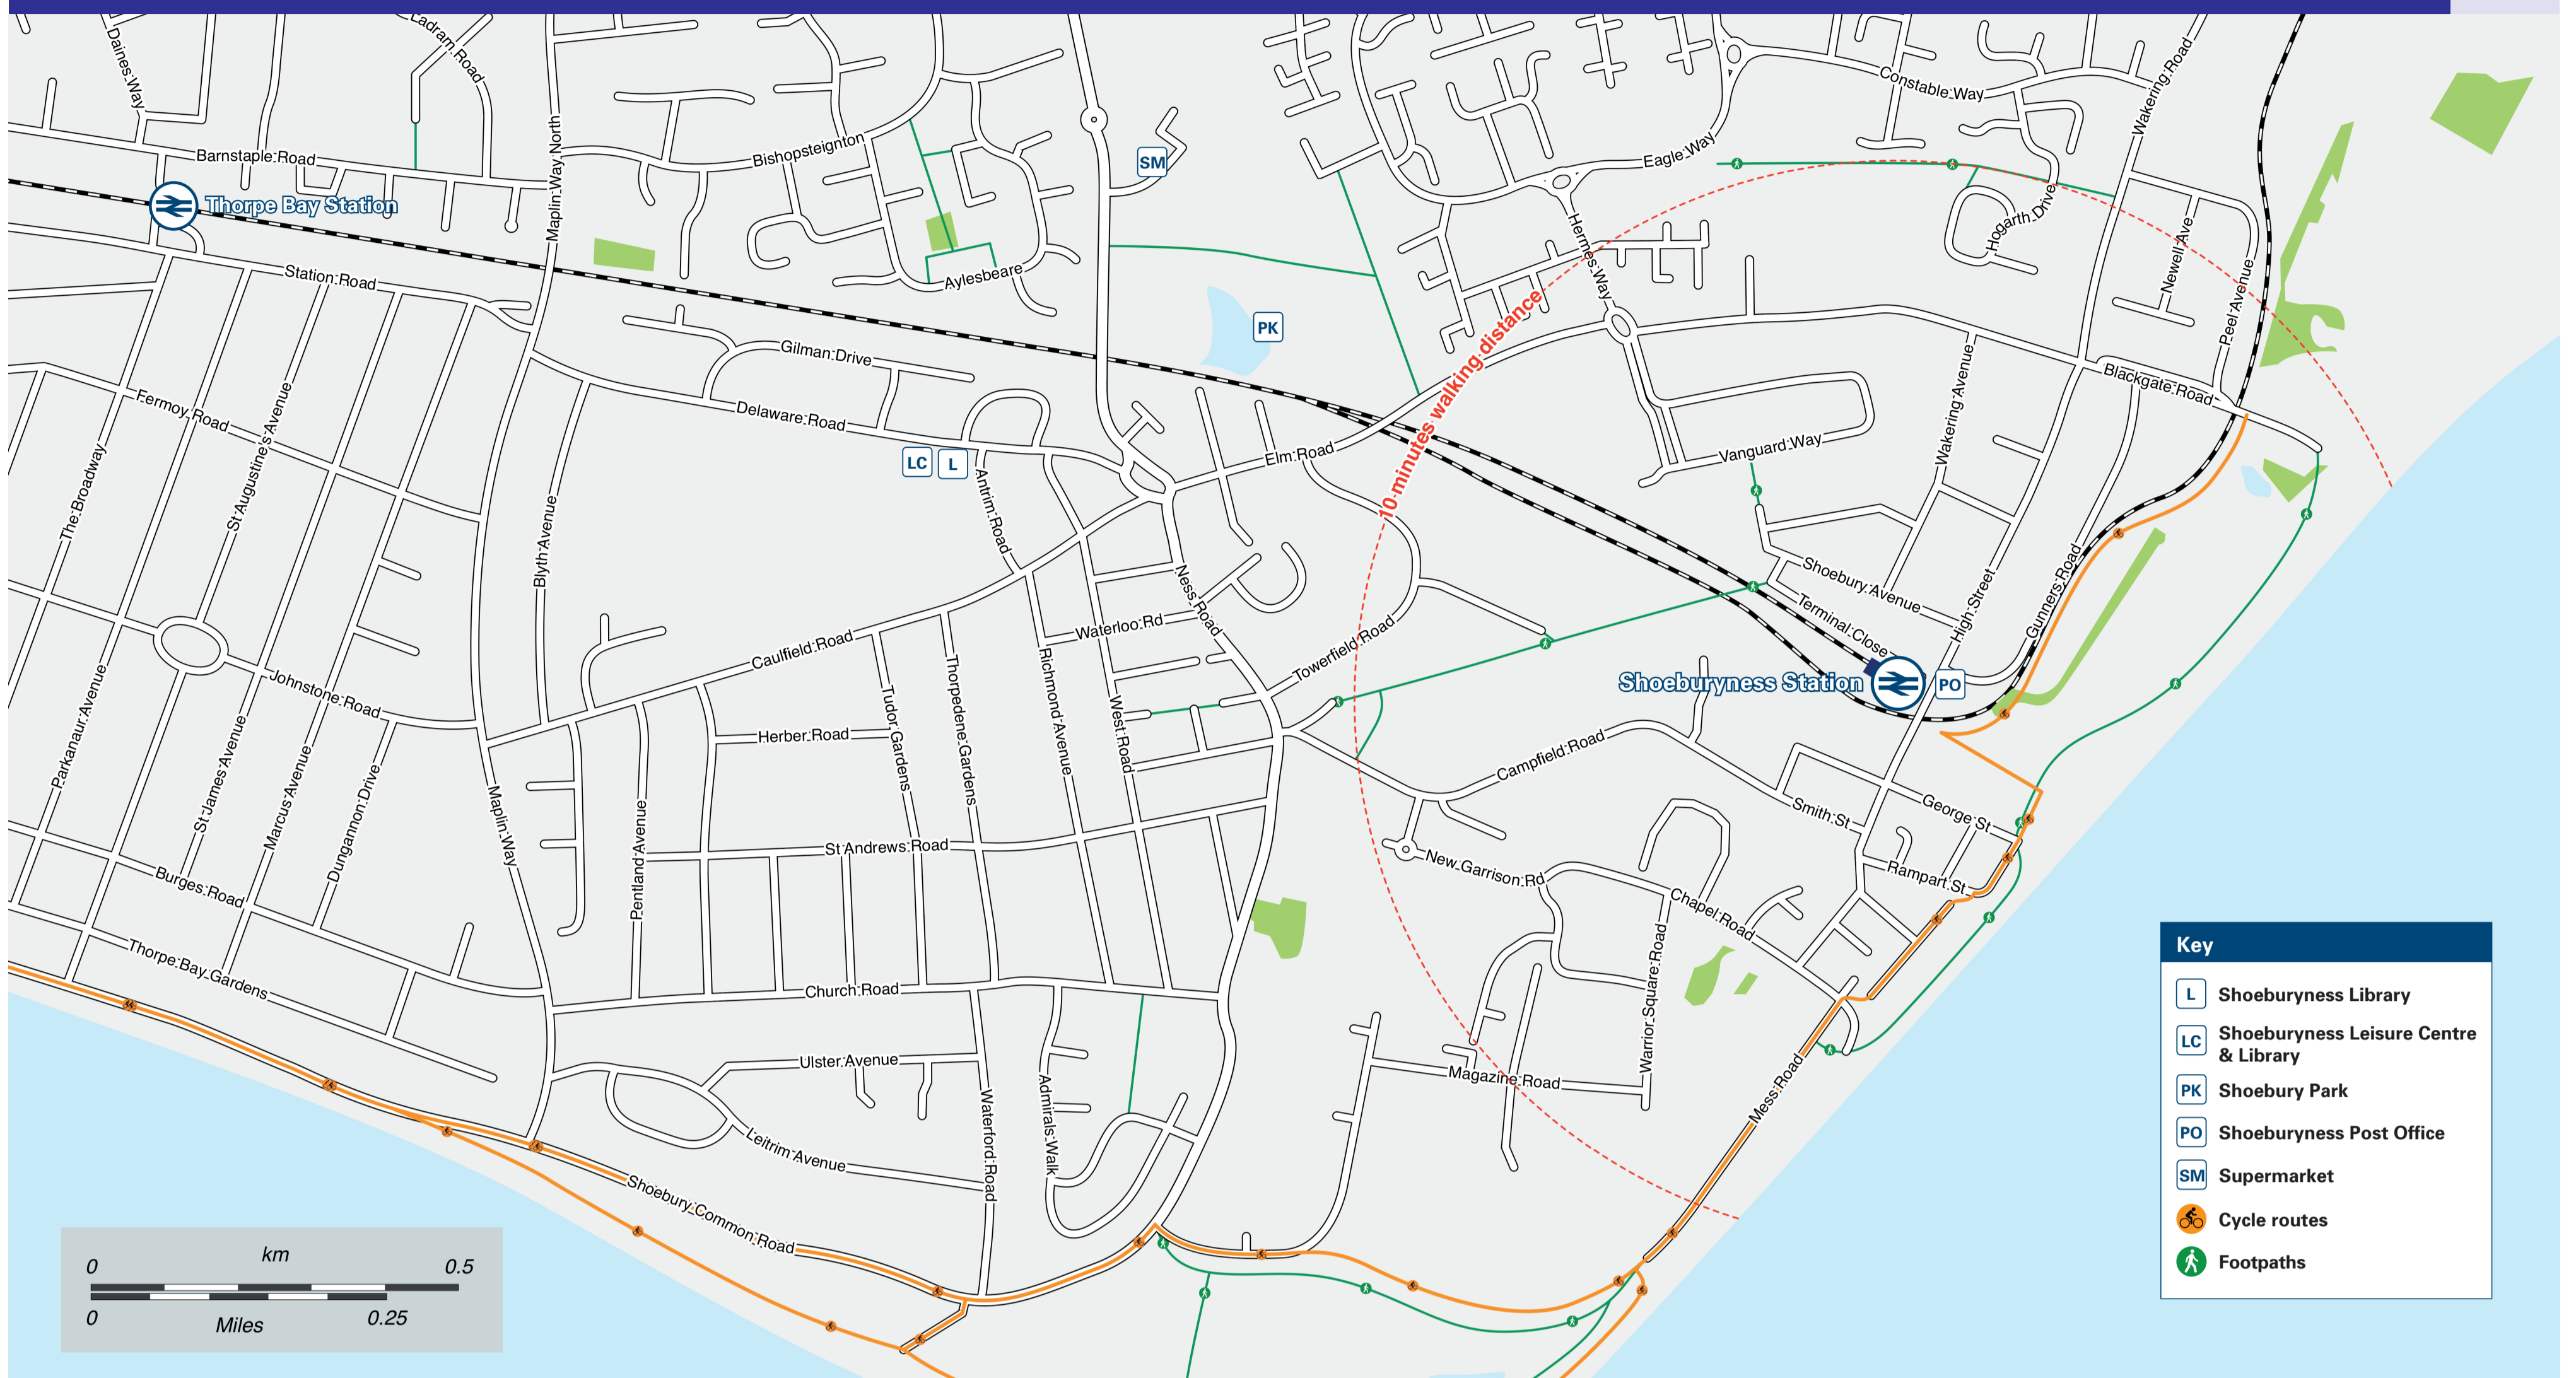 Daines Way
Ladram Road
Constable Way
Wakering Road
Barnstaple Road
Maplin Way North
Bishopsteignton
SM
Eagle Way
Thorpe Bay Station
Hogarth Drive
Newell Ave
Peel Avenue
Station Road
Aylesbeare
Hermes Way
PK
10 minutes walking distance
Gilman Drive
Fermoy Road
St Augustines Avenue
Delaware Road
Blackgate Road
Wakering Avenue
The Broadway
LC
L
Antrim Road
Elm Road
Vanguard Way
Blyth Avenue
Ness Road
Shoebury Avenue
Terminal Close
High Street
Gunners Road
Waterloo Rd
Caulfield Road
Towerfield Road
Shoeburyness Station
PO
Johnstone Road
Parkanaur Avenue
St James Avenue
Marcus Avenue
Dungannon Drive
Herber Road
Tudor Gardens
Thorpedene Gardens
Richmond Avenue
West Road
Campfield Road
Smith St
George St
Maplin Way
Pentland Avenue
St Andrews Road
New Garrison Rd
Rampart St
Burges Road
Chapel Road
Warrior Square Road
Thorpe Bay Gardens
Church Road
Ulster Avenue
Admirals Walk
Waterford Road
Magazine Road
Mess Road
Leitrim Avenue
Shoebury Common Road
km
0
0.5
0
0.25
Miles
Key
L Shoeburyness Library
LC Shoeburyness Leisure Centre
& Library
PK Shoebury Park
PO Shoeburyness Post Office
SM Supermarket
Cycle routes
Footpaths